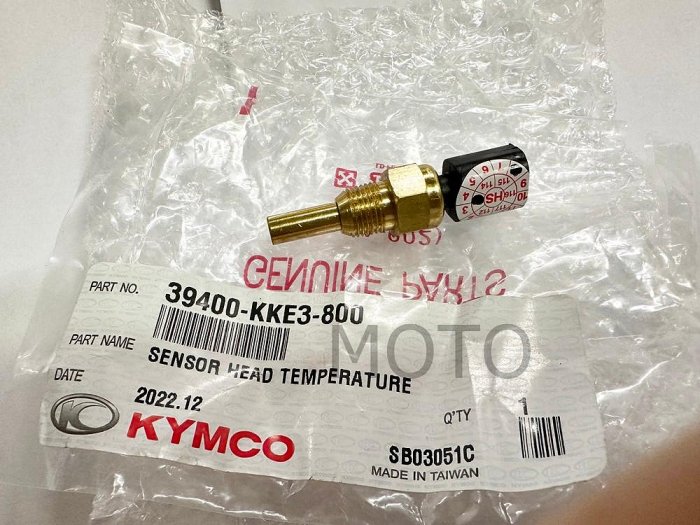 GENUINE PARTS
PART NO. 39400-KKE3-800
MOTO
PART NAME SENSOR HEAD TEMPERATURE
DATE 2022.12
Q'TY 1
KYMCO
SB03051C
MADE IN TAIWAN
SH